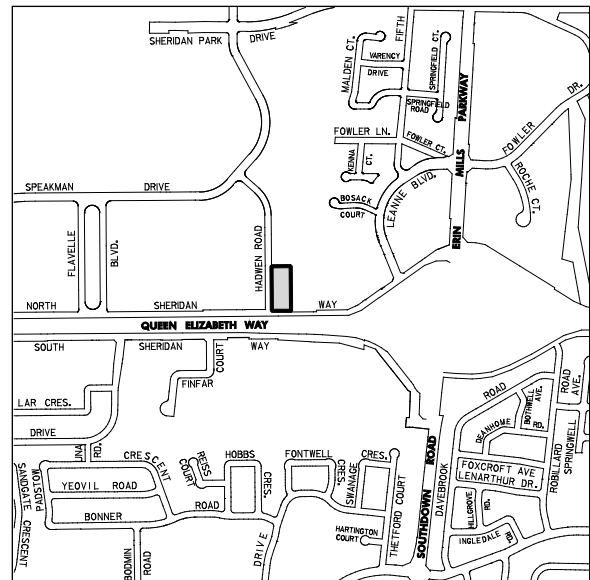 SHERIDAN PARK DRIVE
MALDEN CT.
FIFTH
VARENCY
DRIVE
SPRINGFIELD CT.
SPRINGFIELD
ROAD
ERIN MILLS PARKWAY
FOWLER DR.
FOWLER LN.
FOWLER CT.
KENNA
CT.
ROCHE CT.
LEANNE BLVD.
BOSACK
COURT
SPEAKMAN DRIVE
FLAVELLE
BLVD.
HADWEN ROAD
NORTH SHERIDAN WAY
QUEEN ELIZABETH WAY
SOUTH SHERIDAN WAY
FINFAR
COURT
LAR CRES.
DRIVE
RD.
CRESCENT
REISS
COURT
HOBBS
CRES.
FONTWELL
CRES.
SWANAGE
CRES.
SANDGATE CRESCENT
PADSTOW
YEOVIL ROAD
BONNER ROAD
BODMIN
ROAD
DRIVE
HARTINGTON
COURT
THETFORD COURT
SOUTHDOWN ROAD
DAVEBROOK
ROAD
DEANHOME
RD.
BOTHWELL
AVE.
ROAD
AVE.
ROBILLARD
SPRINGWELL
FOXCROFT AVE
LENARTHUR DR.
HILLGROVE
RD.
INGLEDALE RD.